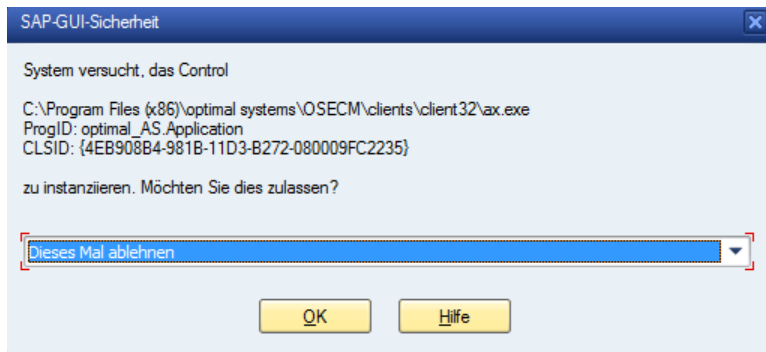 SAP-GUI-Sicherheit
System versucht, das Control
C:\Program Files (x86)\optimal systems\OSECM\clients\client32\ax.exe
ProgID: optimal_AS.Application
CLSID: {4EB908B4-981B-11D3-B272-080009FC2235}
zu instanziieren. Möchten Sie dies zulassen?
Dieses Mal ablehnen
OK Hilfe